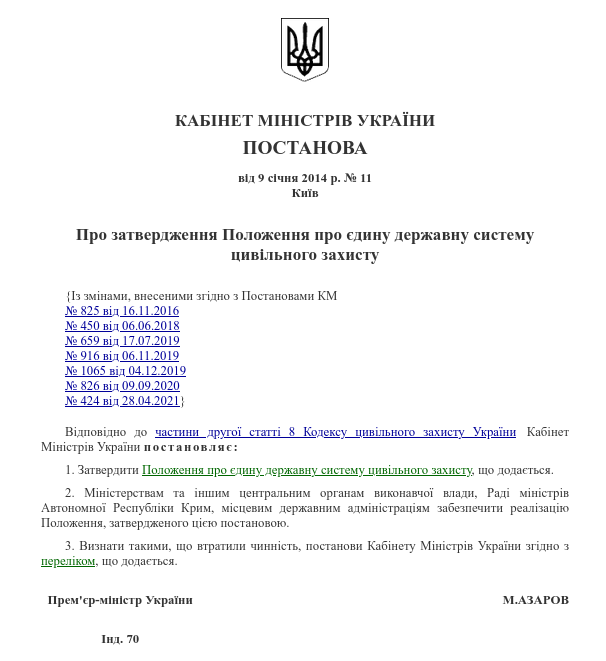 КАБІНЕТ МІНІСТРІВ УКРАЇНИ
ПОСТАНОВА
від 9 січня 2014 р. № 11
Київ
Про затвердження Положення про єдину державну систему
цивільного захисту
{Із змінами, внесеними згідно з Постановами КМ
№ 825 від 16.11.2016
№ 450 від 06.06.2018
№ 659 від 17.07.2019
№ 916 від 06.11.2019
№ 1065 від 04.12.2019
№ 826 від 09.09.2020
№ 424 від 28.04.2021}
Відповідно до частини другої статті 8 Кодексу цивільного захисту України Кабінет
Міністрів України постановляє:
1. Затвердити Положення про єдину державну систему цивільного захисту, що додається.
2. Міністерствам та іншим центральним органам виконавчої влади, Раді міністрів
Автономної Республіки Крим, місцевим державним адміністраціям забезпечити реалізацію
Положення, затвердженого цією постановою.
3. Визнати такими, що втратили чинність, постанови Кабінету Міністрів України згідно з
переліком, що додається.
Прем'єр-міністр України М.АЗАРОВ
Інд. 70